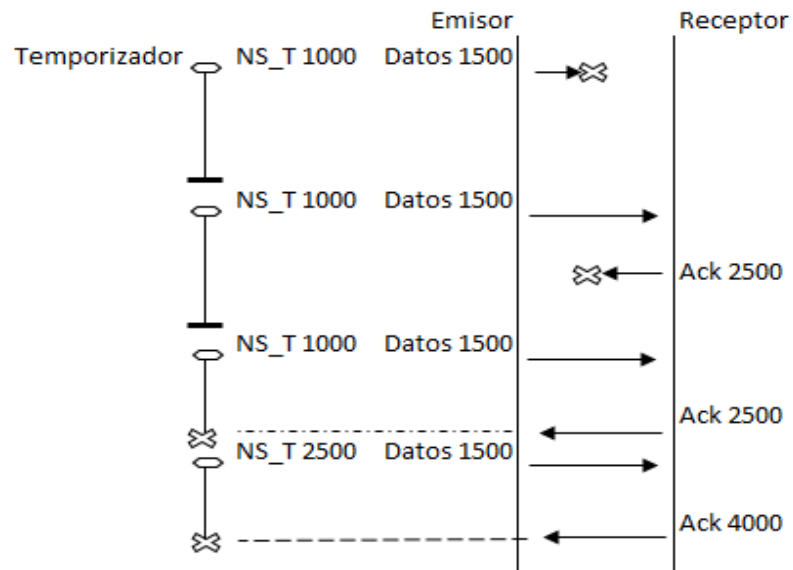 Emisor Receptor
Temporizador NS_T 1000 Datos 1500
NS_T 1000 Datos 1500
Ack 2500
NS_T 1000 Datos 1500
Ack 2500
NS_T 2500 Datos 1500
Ack 4000